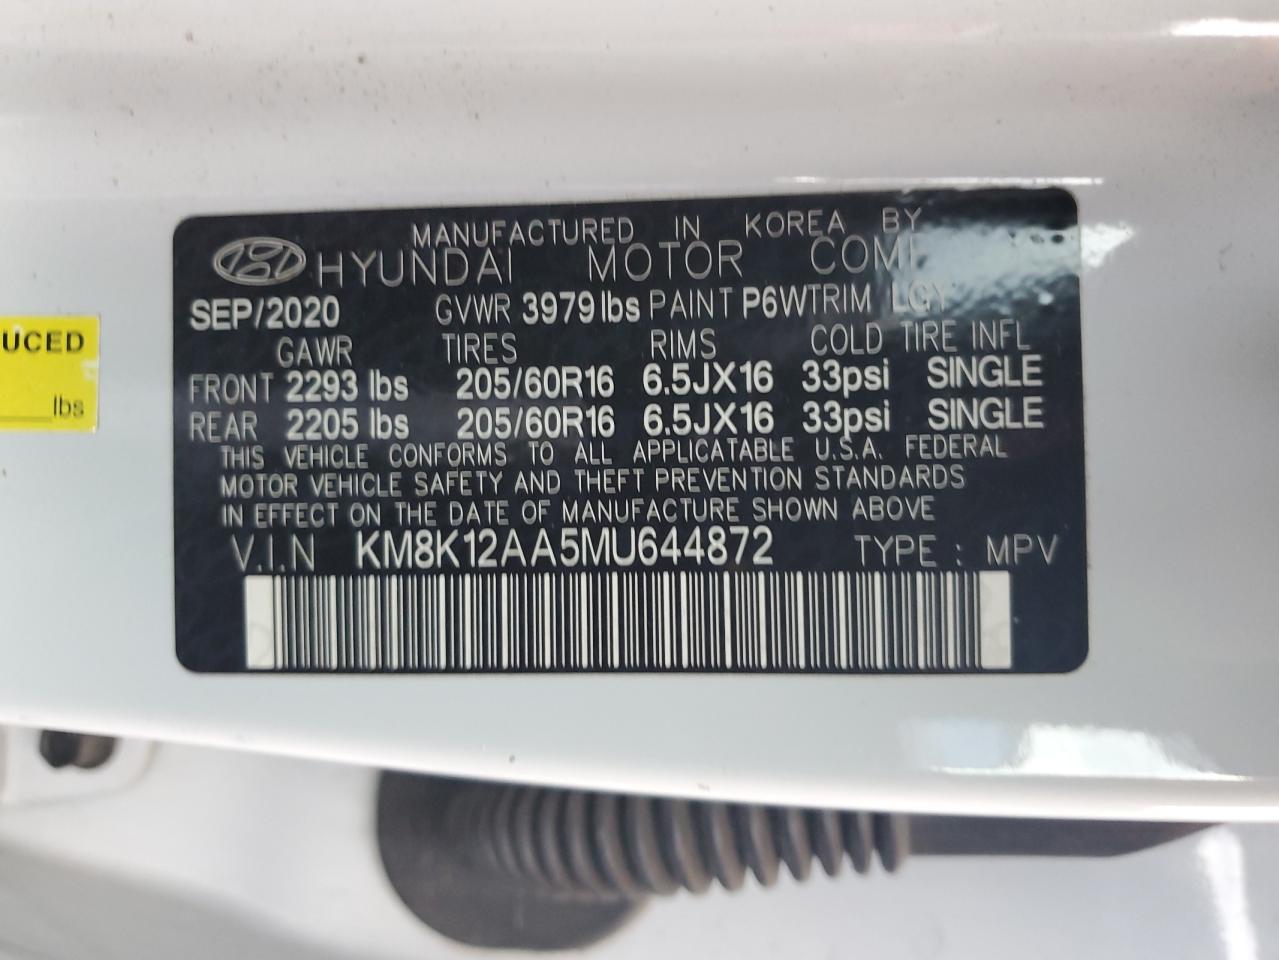 MANUFACTURED IN KOREA BY
HYUNDAI MOTOR
SEP/2020 GVWR 3979lbs PAINT P6W TRIM LGY
GAWR TIRES RIMS COLD TIRE INFL
FRONT 2293 lbs 205/60R16 6.5JX16 33psi SINGLE
REAR 2205 lbs 205/60R16 6.5JX16 33psi SINGLE
THIS VEHICLE CONFORMS TO ALL APPLICATABLE U.S.A. FEDERAL
MOTOR VEHICLE SAFETY AND THEFT PREVENTION STANDARDS
IN EFFECT ON THE DATE OF MANUFACTURE SHOWN ABOVE
V.I.N KM8K12AA5MU644872 TYPE : MPV
UCED
lbs